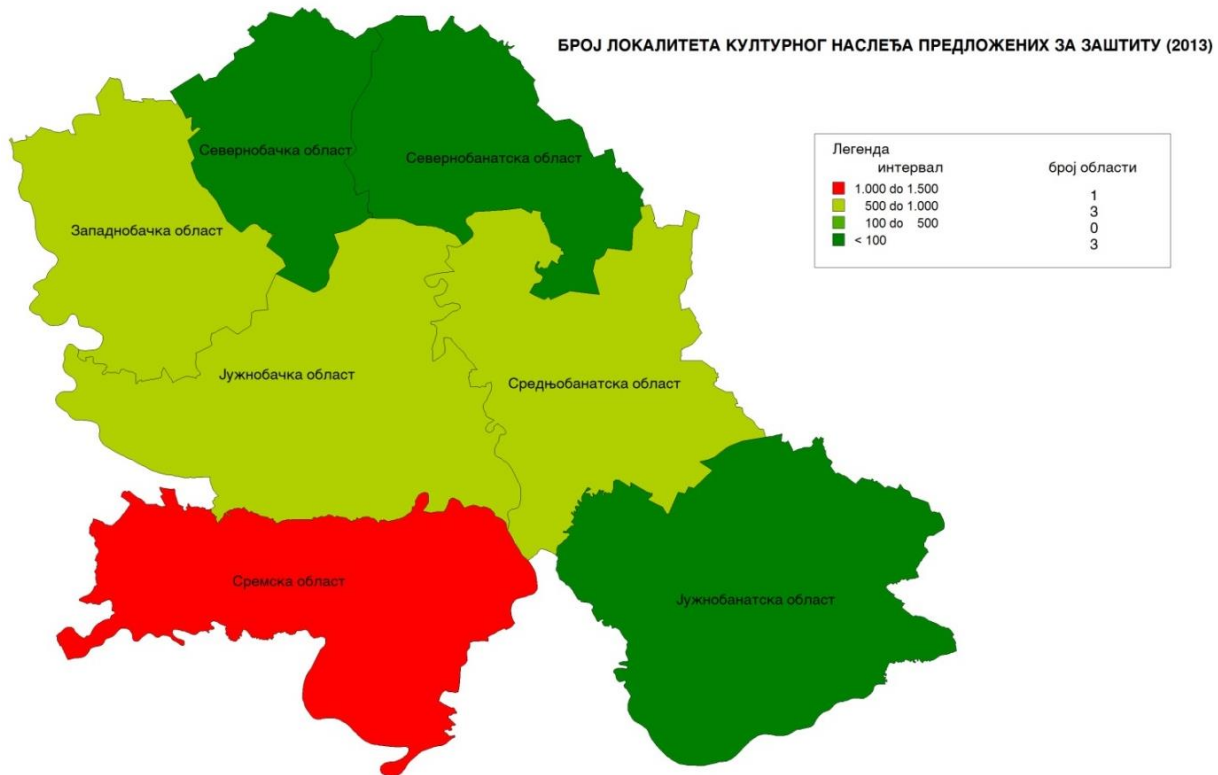 БРОЈ ЛОКАЛИТЕТА КУЛТУРНОГ НАСЛЕЂА ПРЕДЛОЖЕНИХ ЗА ЗАШТИТУ (2013)
Севернобачка област
Севернобанатска област
Легенда
интервал број области
1.000 do 1.500 1
500 do 1.000 3
100 do 500 0
< 100 3
Западнобачка област
Јужнобачка област
Средњобанатска област
Сремска област
Јужнобанатска област